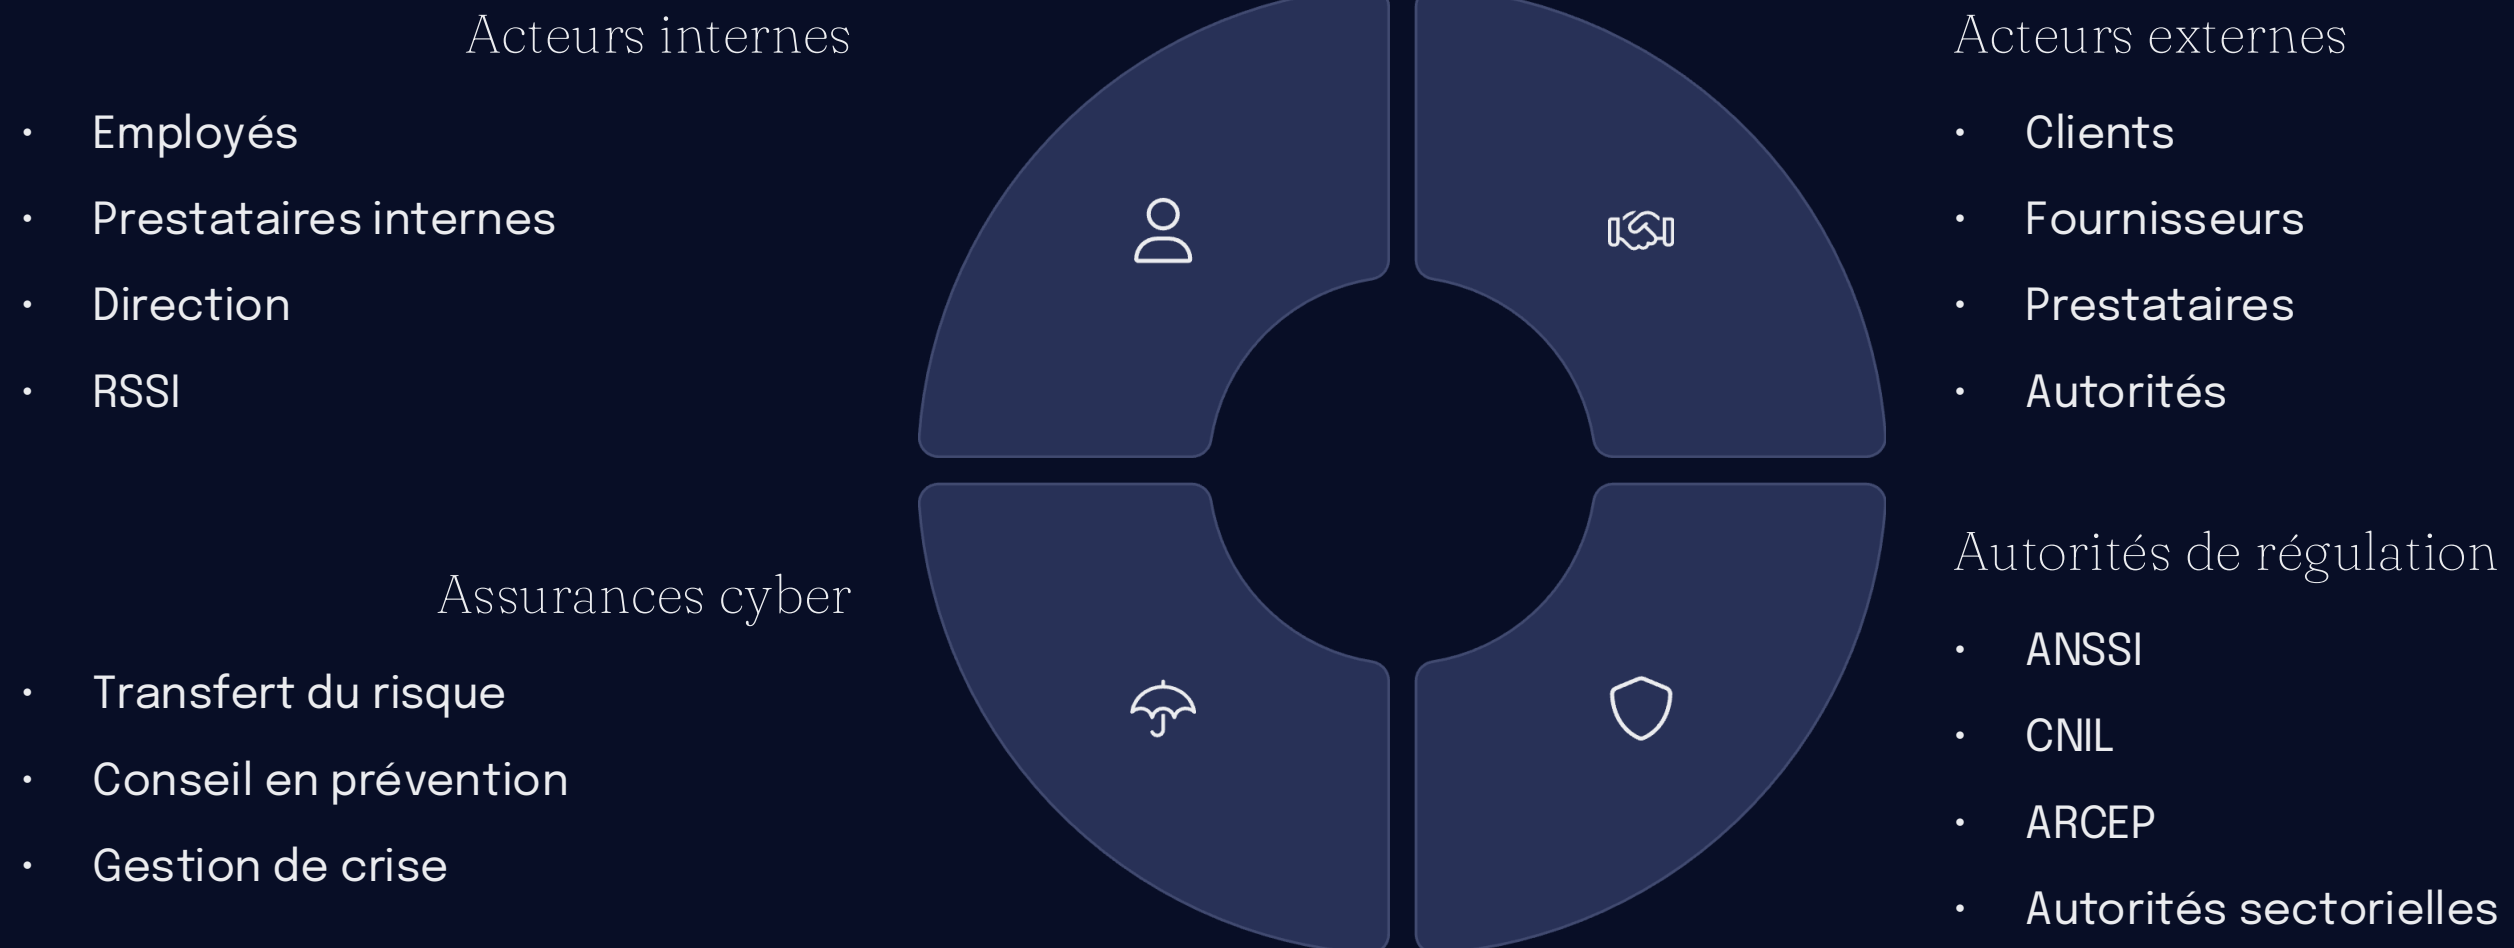 Acteurs internes
• Employés
• Prestataires internes
• Direction
• RSSI
Acteurs externes
• Clients
• Fournisseurs
• Prestataires
• Autorités
Assurances cyber
• Transfert du risque
• Conseil en prévention
• Gestion de crise
Autorités de régulation
• ANSSI
• CNIL
• ARCEP
• Autorités sectorielles